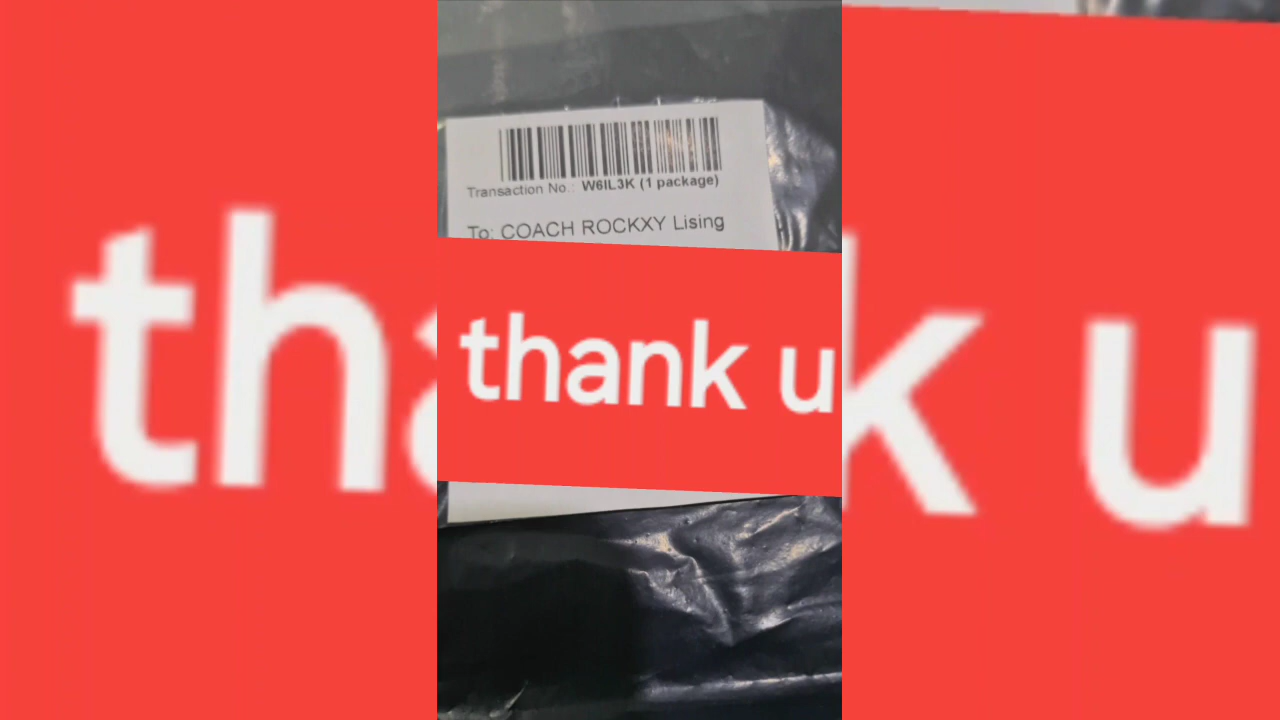 Transaction No.: W6IL3K (1 package)
To: COACH ROCKXY Lising
thank u